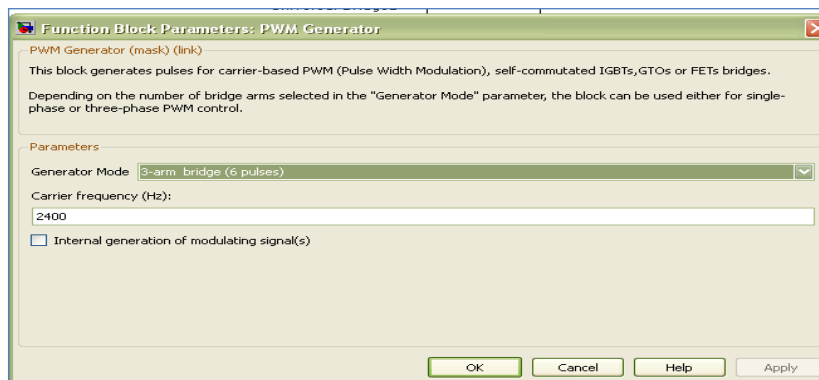 Function Block Parameters: PWM Generator
PWM Generator (mask) (link)
This block generates pulses for carrier-based PWM (Pulse Width Modulation), self-commutated IGBTs,GTOs or FETs bridges.
Depending on the number of bridge arms selected in the "Generator Mode" parameter, the block can be used either for single-
phase or three-phase PWM control.
Parameters
Generator Mode 3-arm bridge (6 pulses)
Carrier frequency (Hz):
2400
Internal generation of modulating signal(s)
OK Cancel Help Apply